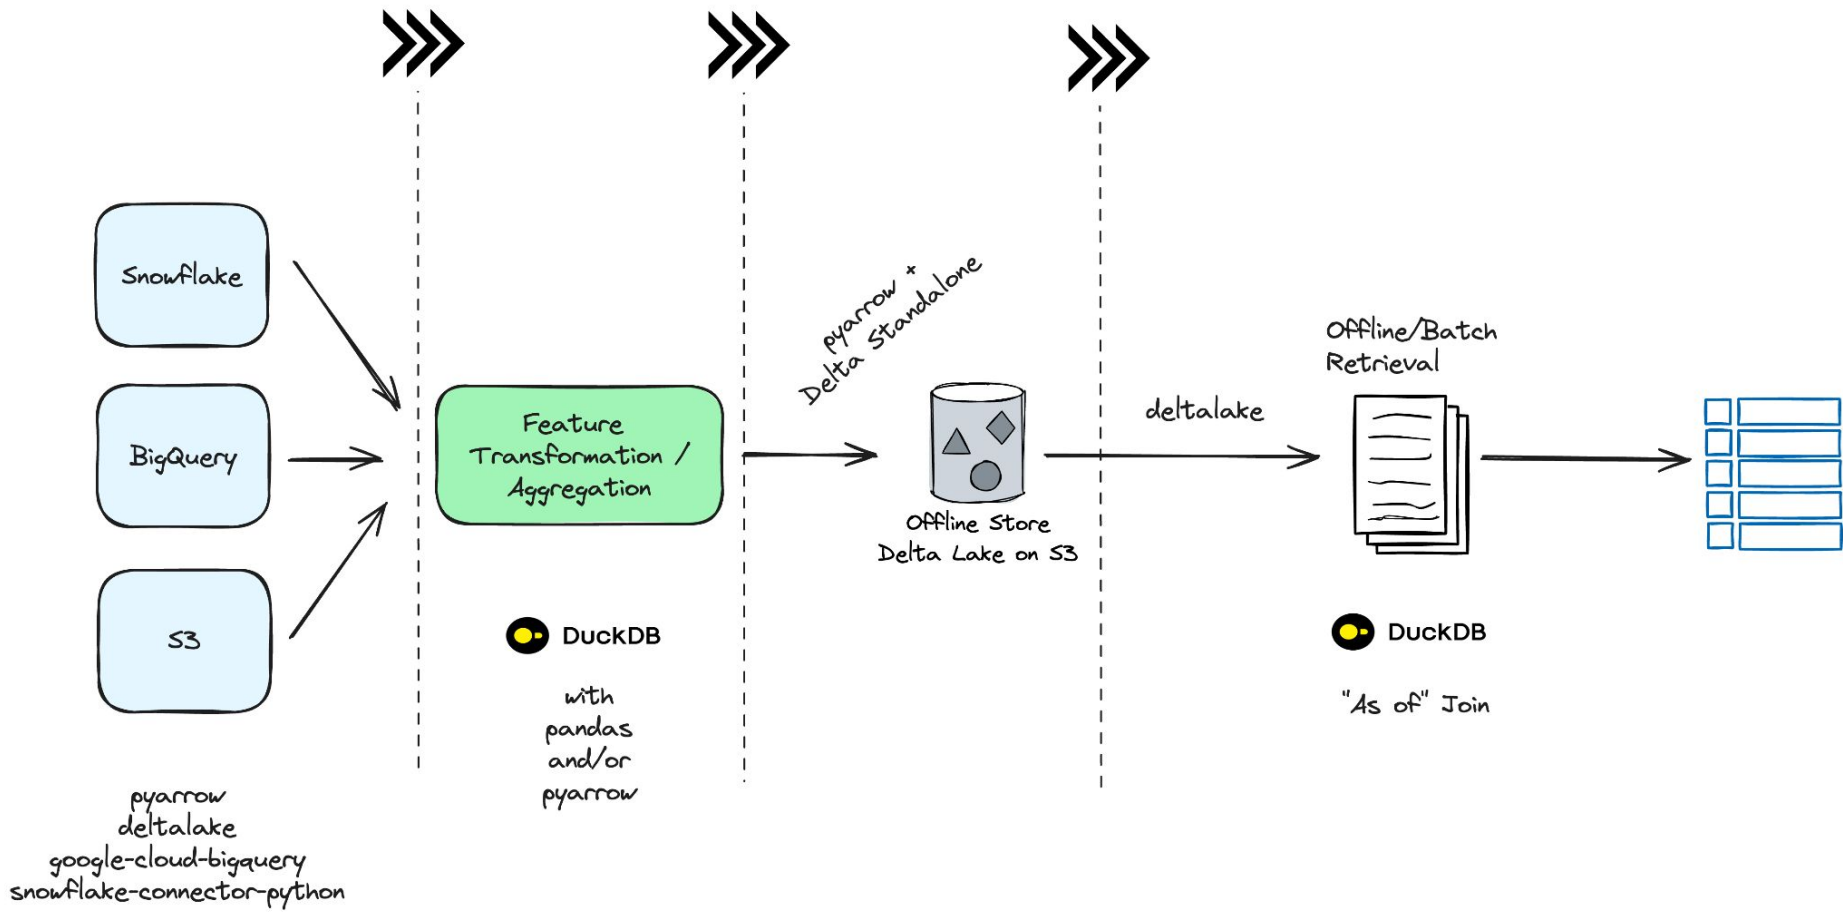 Snowflake
BigQuery
S3
pyarrow
deltalake
google-cloud-bigquery
snowflake-connector-python
Feature
Transformation /
Aggregation
DuckDB
with
pandas
and/or
pyarrow
pyarrow +
Delta Standalone
Offline Store
Delta Lake on S3
deltalake
Offline/Batch
Retrieval
DuckDB
"As of" Join